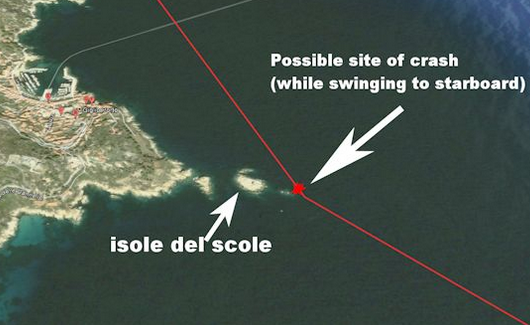 Possible site of crash
(while swinging to starboard)
isole del scole